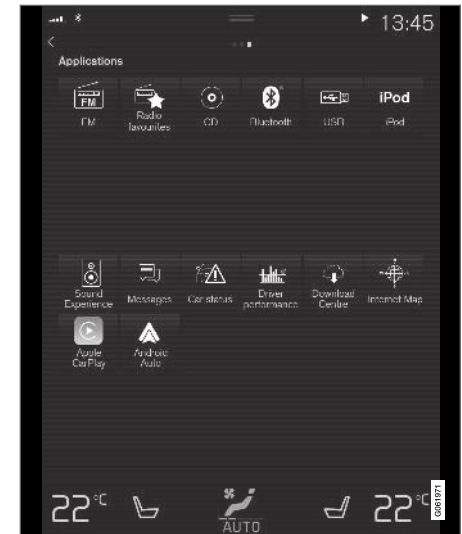 13:45
Applications
FM
iPod
FM
Radio favourites
CD
Bluetooth
USB
iPod
Sound Experience
Messages
Car status
Driver performance
Download Centre
Internet Map
Apple CarPlay
Android Auto
22°C
AUTO
22°C
G061971